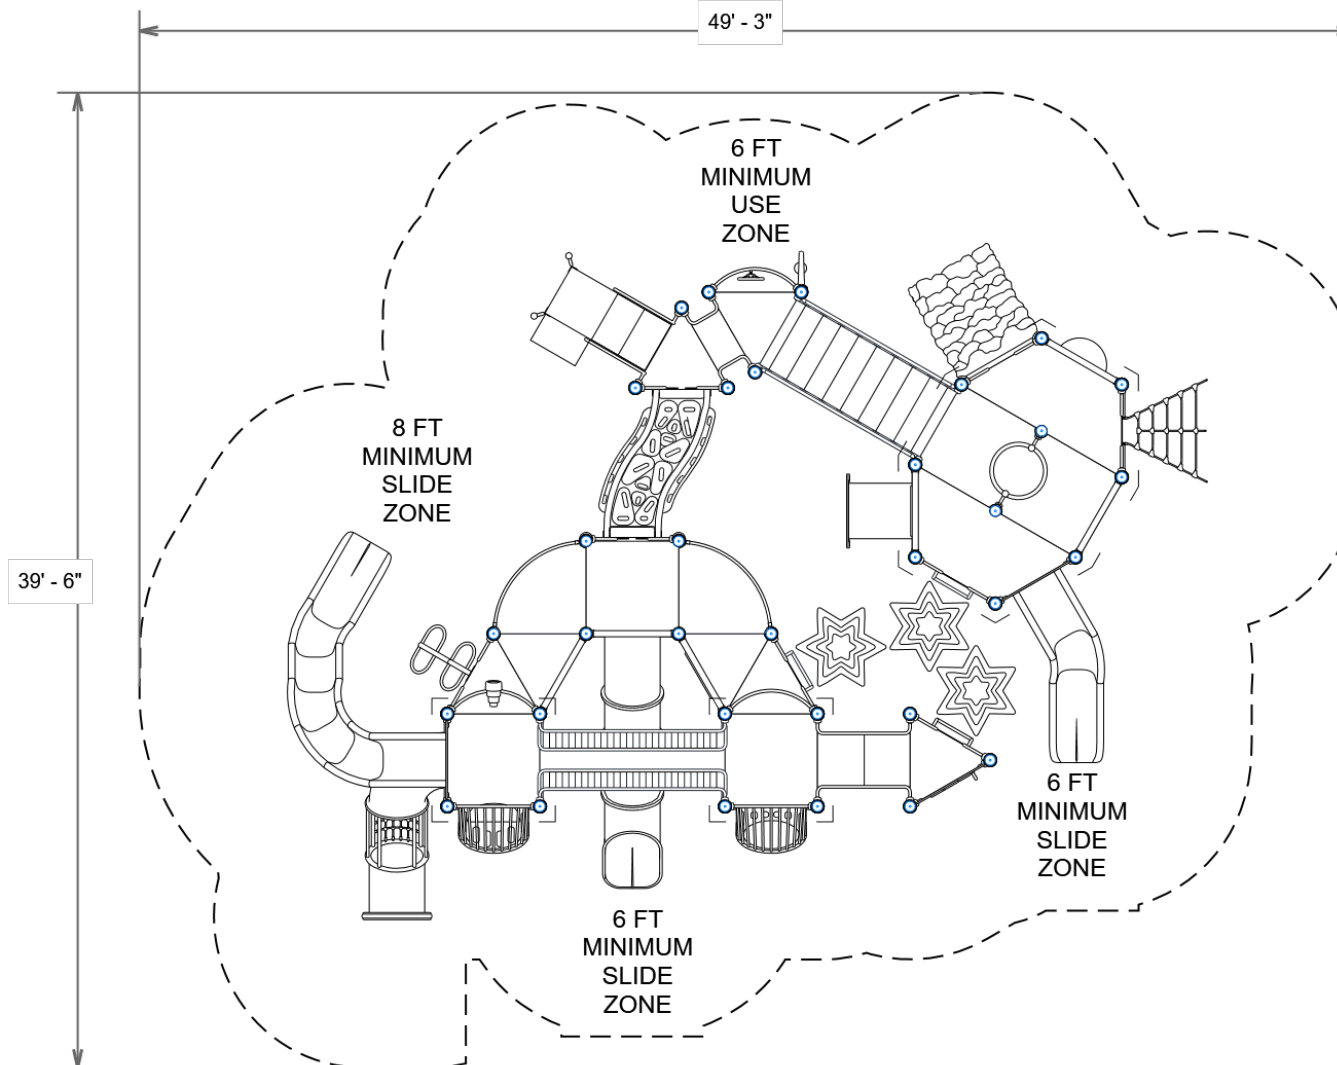 49' - 3"
6 FT
MINIMUM
USE
ZONE
8 FT
MINIMUM
SLIDE
ZONE
39' - 6"
6 FT
MINIMUM
SLIDE
ZONE
6 FT
MINIMUM
SLIDE
ZONE